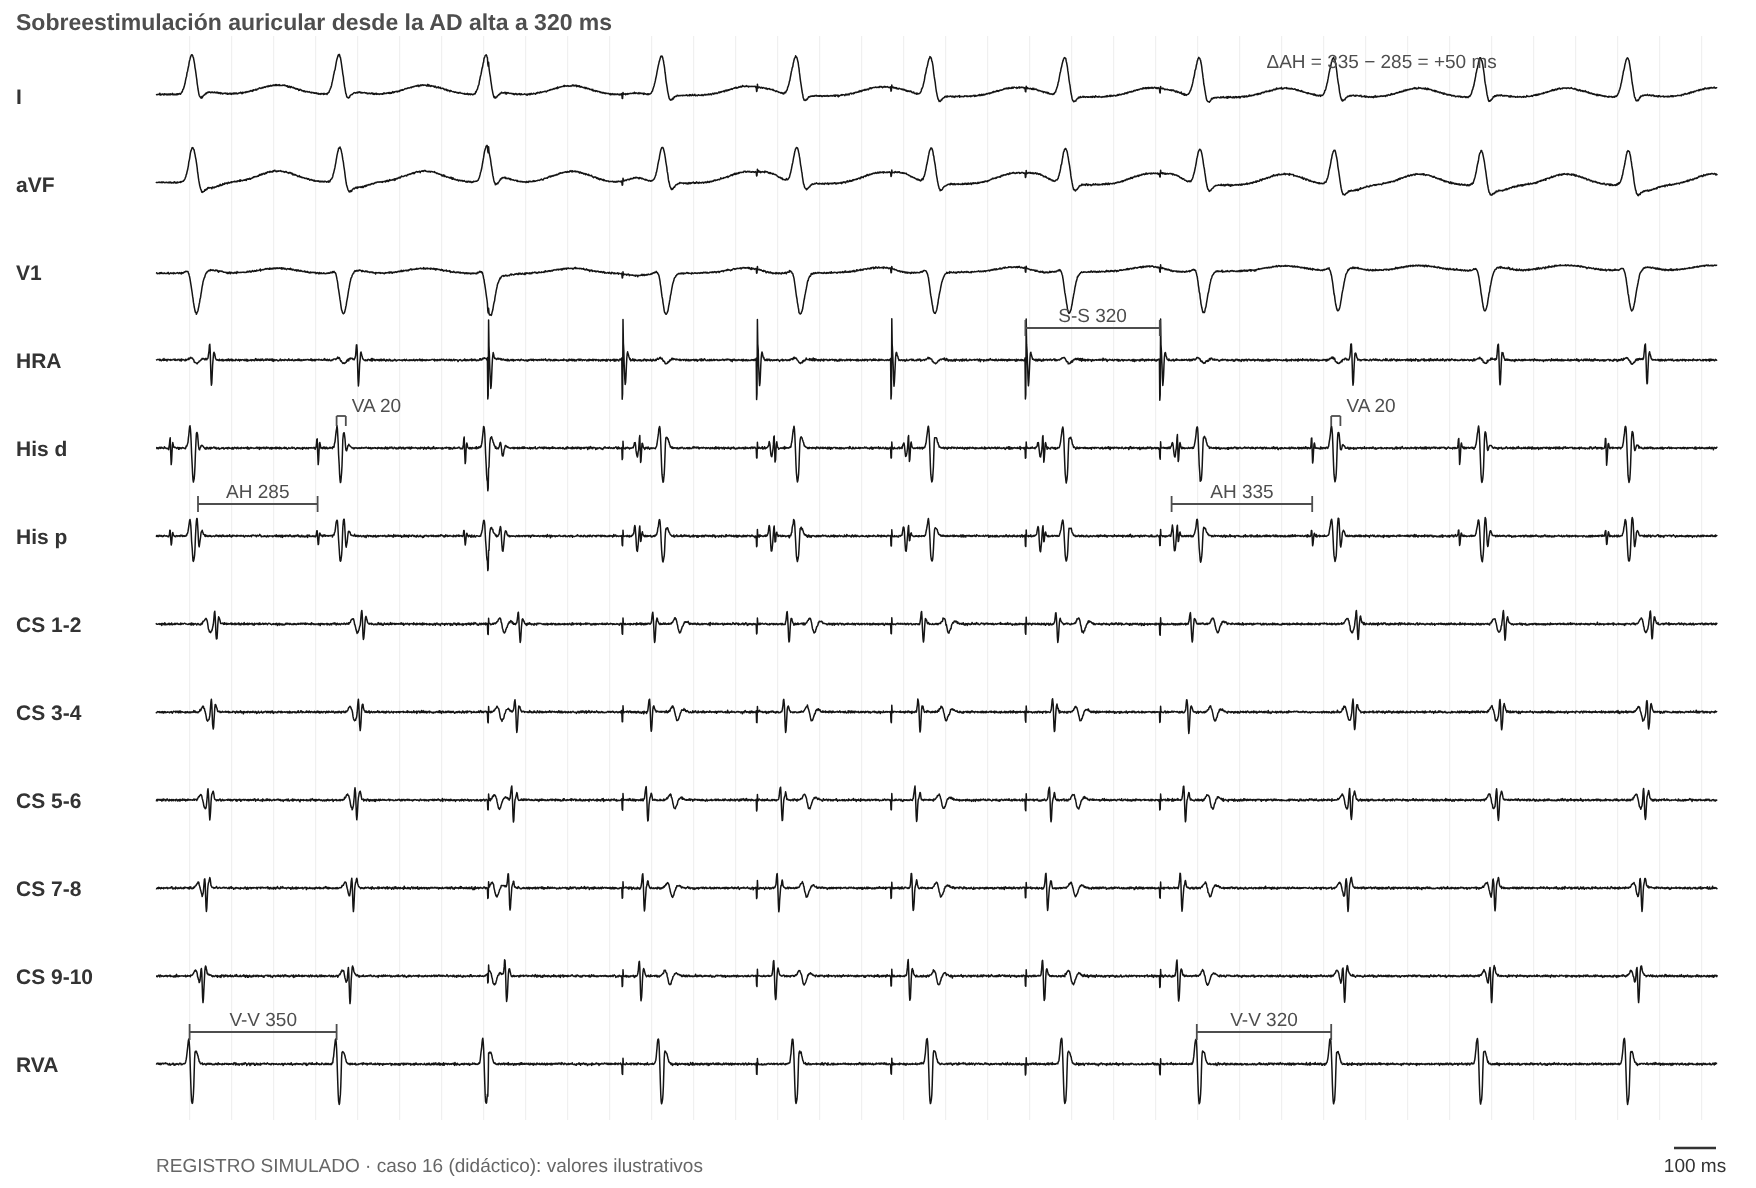 Sobreestimulación auricular desde la AD alta a 320 ms
ΔAH = 335 − 285 = +50 ms
I
aVF
V1
S-S 320
HRA
VA 20
VA 20
His d
AH 285
AH 335
His p
CS 1-2
CS 3-4
CS 5-6
CS 7-8
CS 9-10
V-V 350
V-V 320
RVA
REGISTRO SIMULADO · caso 16 (didáctico): valores ilustrativos
100 ms